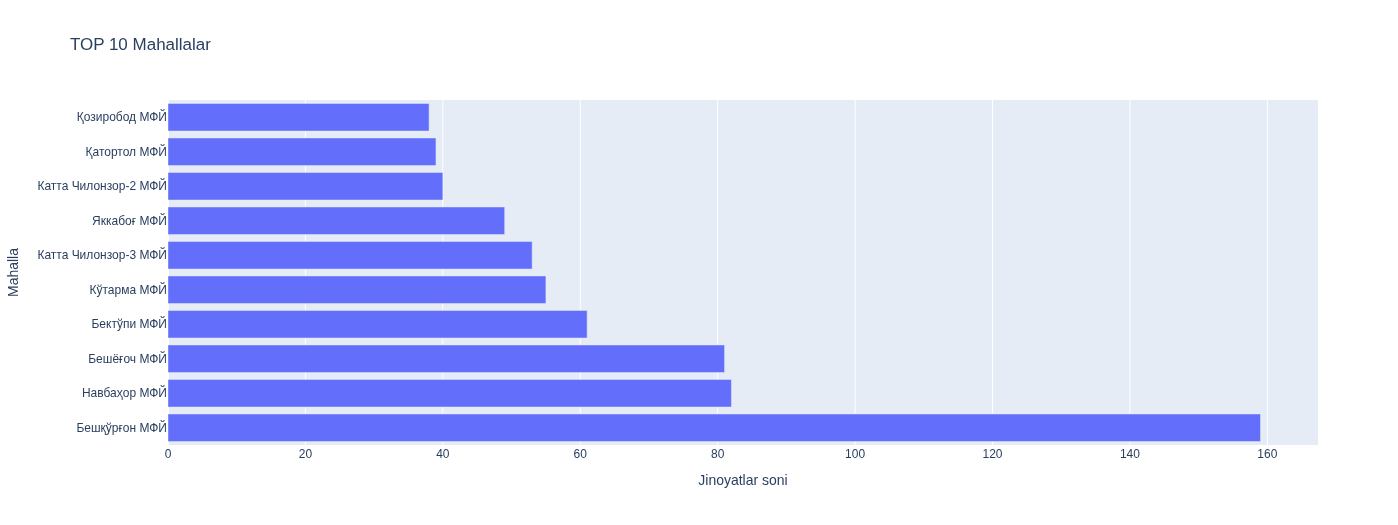 TOP 10 Mahallalar
Қозиробод МФЙ
Қатортол МФЙ
Катта Чилонзор-2 МФЙ
Яккабоғ МФЙ
Катта Чилонзор-3 МФЙ
Кўтарма МФЙ
Бектўпи МФЙ
Бешёғоч МФЙ
Навбаҳор МФЙ
Бешқўрғон МФЙ
Mahalla
0 20 40 60 80 100 120 140 160
Jinoyatlar soni